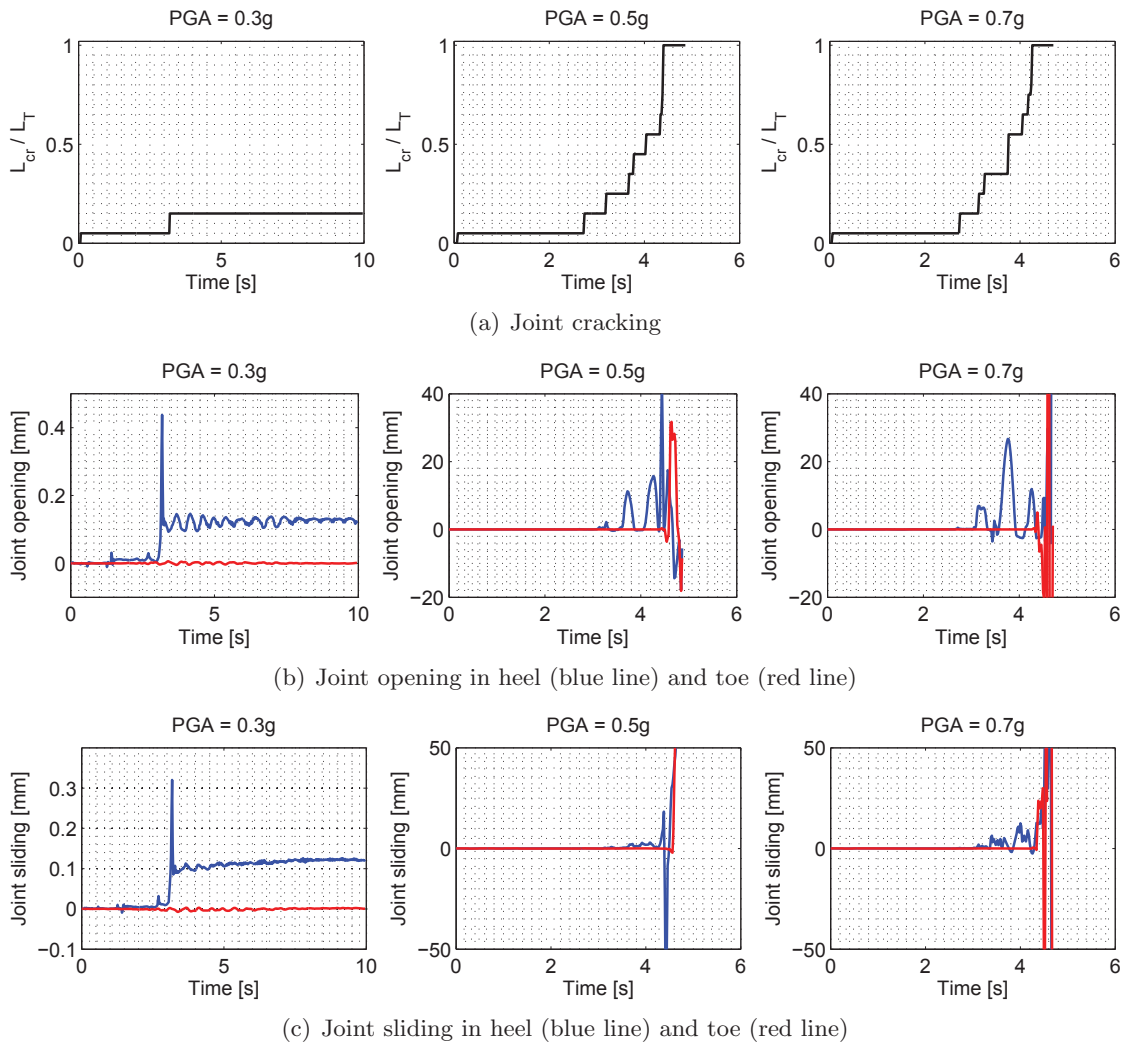 PGA = 0.3g
PGA = 0.5g
PGA = 0.7g
1
0.5
0
L_cr / L_T
0
5
10
Time [s]
1
0.5
0
L_cr / L_T
0
2
4
6
Time [s]
1
0.5
0
L_cr / L_T
0
2
4
6
Time [s]
(a) Joint cracking
PGA = 0.3g
PGA = 0.5g
PGA = 0.7g
0.4
0.2
0
Joint opening [mm]
0
5
10
Time [s]
40
20
0
−20
Joint opening [mm]
0
2
4
6
Time [s]
40
20
0
−20
Joint opening [mm]
0
2
4
6
Time [s]
(b) Joint opening in heel (blue line) and toe (red line)
PGA = 0.3g
PGA = 0.5g
PGA = 0.7g
0.3
0.2
0.1
0
−0.1
Joint sliding [mm]
0
5
10
Time [s]
50
0
−50
Joint sliding [mm]
0
2
4
6
Time [s]
50
0
−50
Joint sliding [mm]
0
2
4
6
Time [s]
(c) Joint sliding in heel (blue line) and toe (red line)